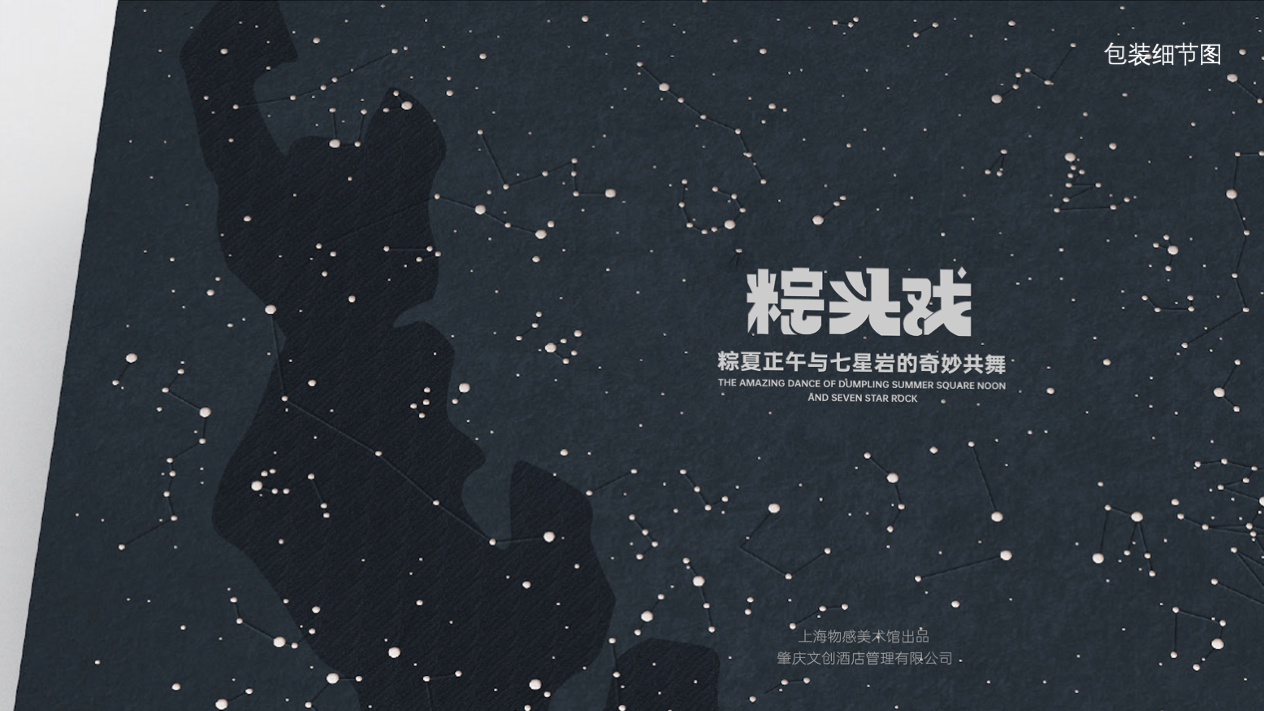 包装细节图
粽头戏
粽夏正午与七星岩的奇妙共舞
THE AMAZING DANCE OF DUMPLING SUMMER SQUARE NOON
AND SEVEN STAR ROCK
上海物感美术馆出品
肇庆文创酒店管理有限公司